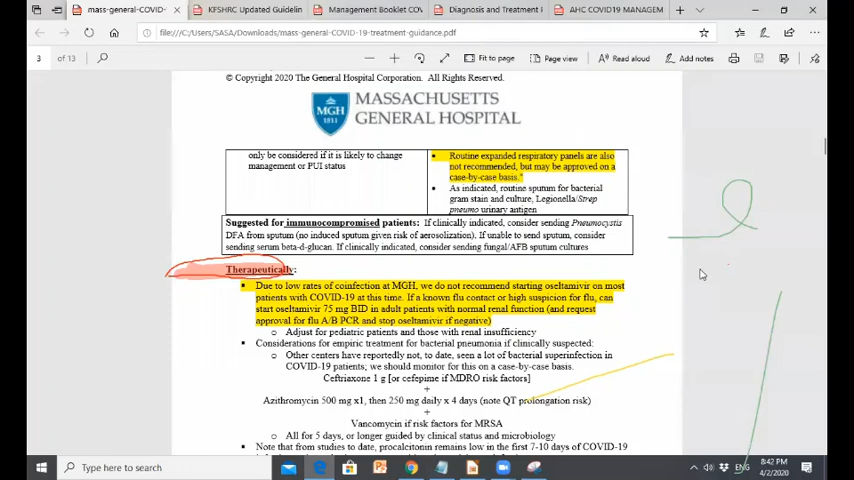 mass-general-COVID-
KFSHRC Updated Guidelin
Management Booklet COV
Diagnosis and Treatment
AHC COVID19 MANAGEM
file:///C:/Users/SASA/Downloads/mass-general-COVID-19-treatment-guidance.pdf
3 of 13
Fit to page
Page view
Read aloud
Add notes
© Copyright 2020 The General Hospital Corporation. All Rights Reserved.
MGH
1811
MASSACHUSETTS
GENERAL HOSPITAL
only be considered if it is likely to change
management or PUI status
Routine expanded respiratory panels are also
not recommended, but may be approved on a
case-by-case basis."
As indicated, routine sputum for bacterial
gram stain and culture, Legionella/Strep
pneumo urinary antigen
Suggested for immunocompromised patients: If clinically indicated, consider sending Pneumocystis
DFA from sputum (no induced sputum given risk of aerosolization). If unable to send sputum, consider
sending serum beta-d-glucan. If clinically indicated, consider sending fungal/AFB sputum cultures
Therapeutically:
Due to low rates of coinfection at MGH, we do not recommend starting oseltamivir on most
patients with COVID-19 at this time. If a known flu contact or high suspicion for flu, can
start oseltamivir 75 mg BID in adult patients with normal renal function (and request
approval for flu A/B PCR and stop oseltamivir if negative)
o Adjust for pediatric patients and those with renal insufficiency
Considerations for empiric treatment for bacterial pneumonia if clinically suspected:
o Other centers have reportedly not, to date, seen a lot of bacterial superinfection in
COVID-19 patients; we should monitor for this on a case-by-case basis.
Ceftriaxone 1 g [or cefepime if MDRO risk factors]
+
Azithromycin 500 mg x1, then 250 mg daily x 4 days (note QT prolongation risk)
+
Vancomycin if risk factors for MRSA
o All for 5 days, or longer guided by clinical status and microbiology
Note that from studies to date, procalcitonin remains low in the first 7-10 days of COVID-19
Type here to search
ENG
8:42 PM
4/2/2020